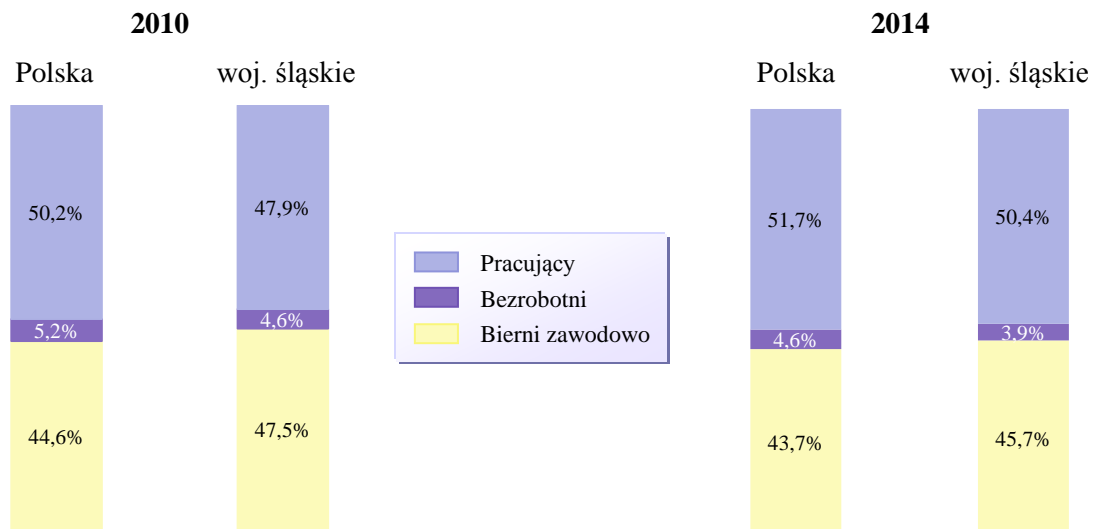 2010
2014
Polska
woj. śląskie
Polska
woj. śląskie
50,2%
47,9%
51,7%
50,4%
Pracujący
Bezrobotni
Bierni zawodowo
5,2%
4,6%
4,6%
3,9%
44,6%
47,5%
43,7%
45,7%